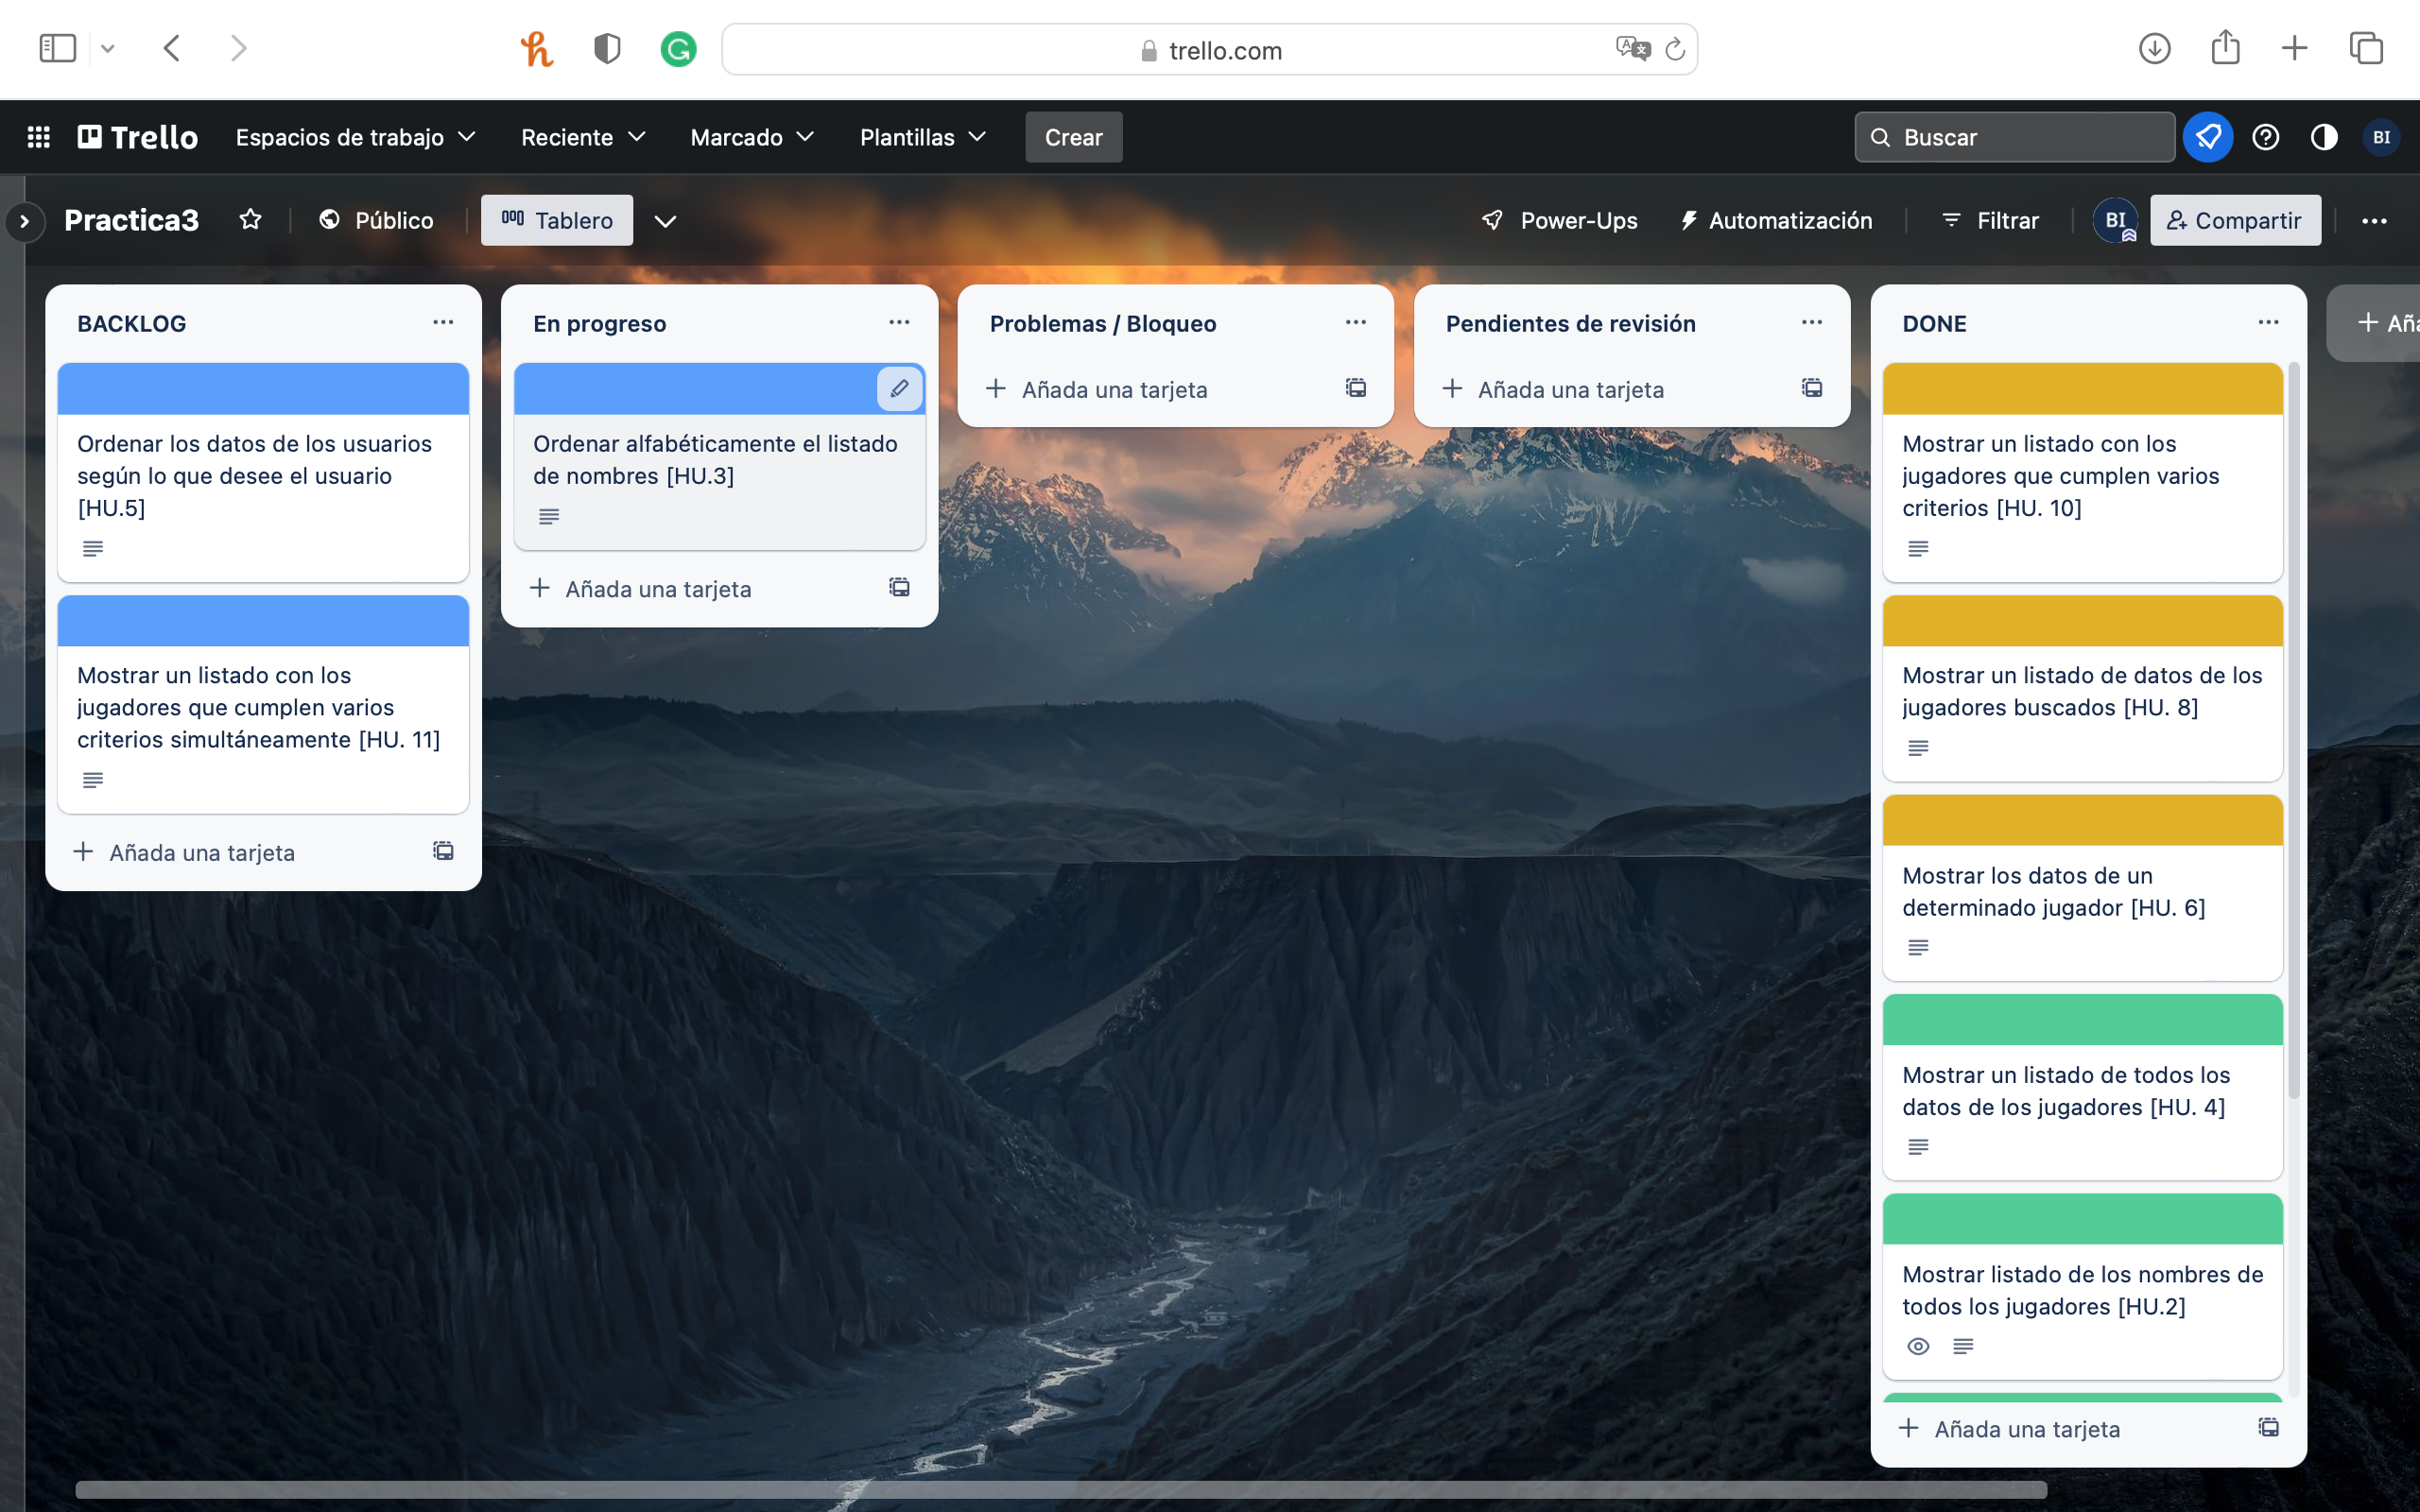 trello.com
Trello
Espacios de trabajo
Reciente
Marcado
Plantillas
Crear
Buscar
BI
Practica3
Público
Tablero
Power-Ups
Automatización
Filtrar
BI
Compartir
BACKLOG
Ordenar los datos de los usuarios
según lo que desee el usuario
[HU.5]
Mostrar un listado con los
jugadores que cumplen varios
criterios simultáneamente [HU. 11]
Añada una tarjeta
En progreso
Ordenar alfabéticamente el listado
de nombres [HU.3]
Añada una tarjeta
Problemas / Bloqueo
Añada una tarjeta
Pendientes de revisión
Añada una tarjeta
DONE
Mostrar un listado con los
jugadores que cumplen varios
criterios [HU. 10]
Mostrar un listado de datos de los
jugadores buscados [HU. 8]
Mostrar los datos de un
determinado jugador [HU. 6]
Mostrar un listado de todos los
datos de los jugadores [HU. 4]
Mostrar listado de los nombres de
todos los jugadores [HU.2]
Añada una tarjeta